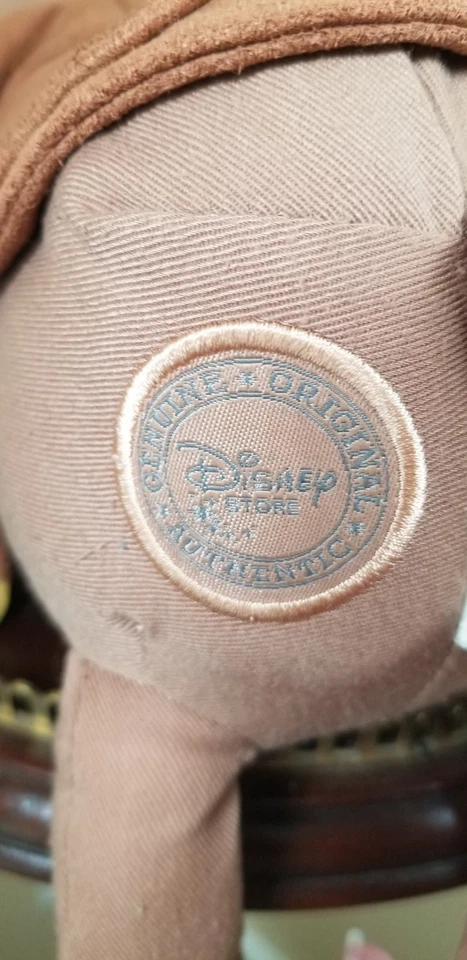 GENUINE ★ ORIGINAL ★ AUTHENTIC ★
Disney
STORE